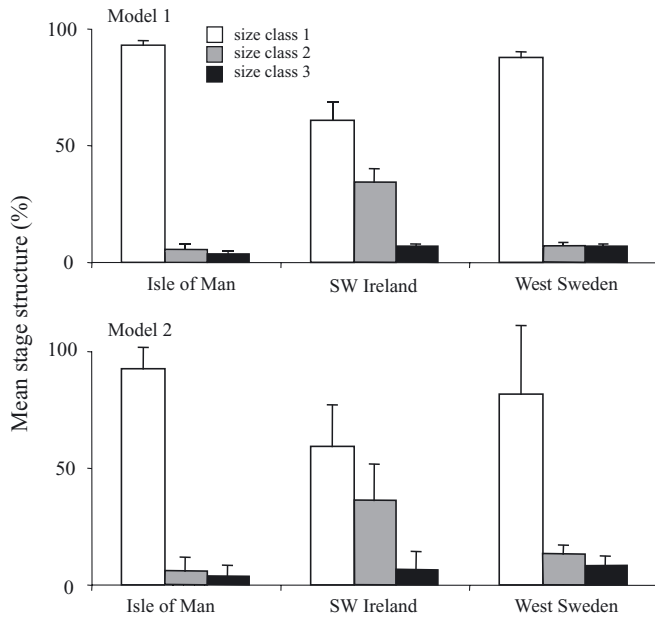 Model 1
100
50
0
size class 1
size class 2
size class 3
Isle of Man
SW Ireland
West Sweden
Mean stage structure (%)
Model 2
100
50
0
Isle of Man
SW Ireland
West Sweden